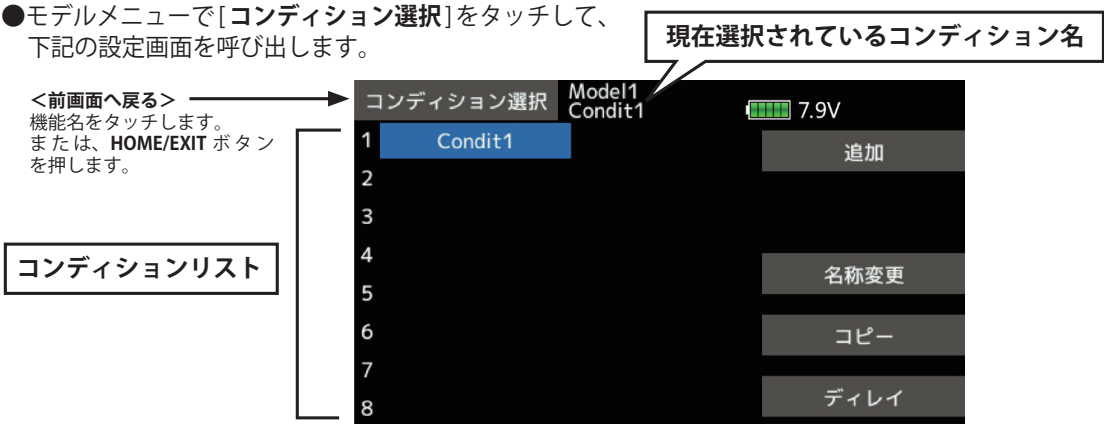 ●モデルメニューで[コンディション選択]をタッチして、
下記の設定画面を呼び出します。
現在選択されているコンディション名
<前画面へ戻る>
機能名をタッチします。
または、HOME/EXIT ボタン
を押します。
コンディションリスト
コンディション選択
Model1
Condit1
7.9V
1 Condit1
2
3
4
5
6
7
8
追加
名称変更
コピー
ディレイ